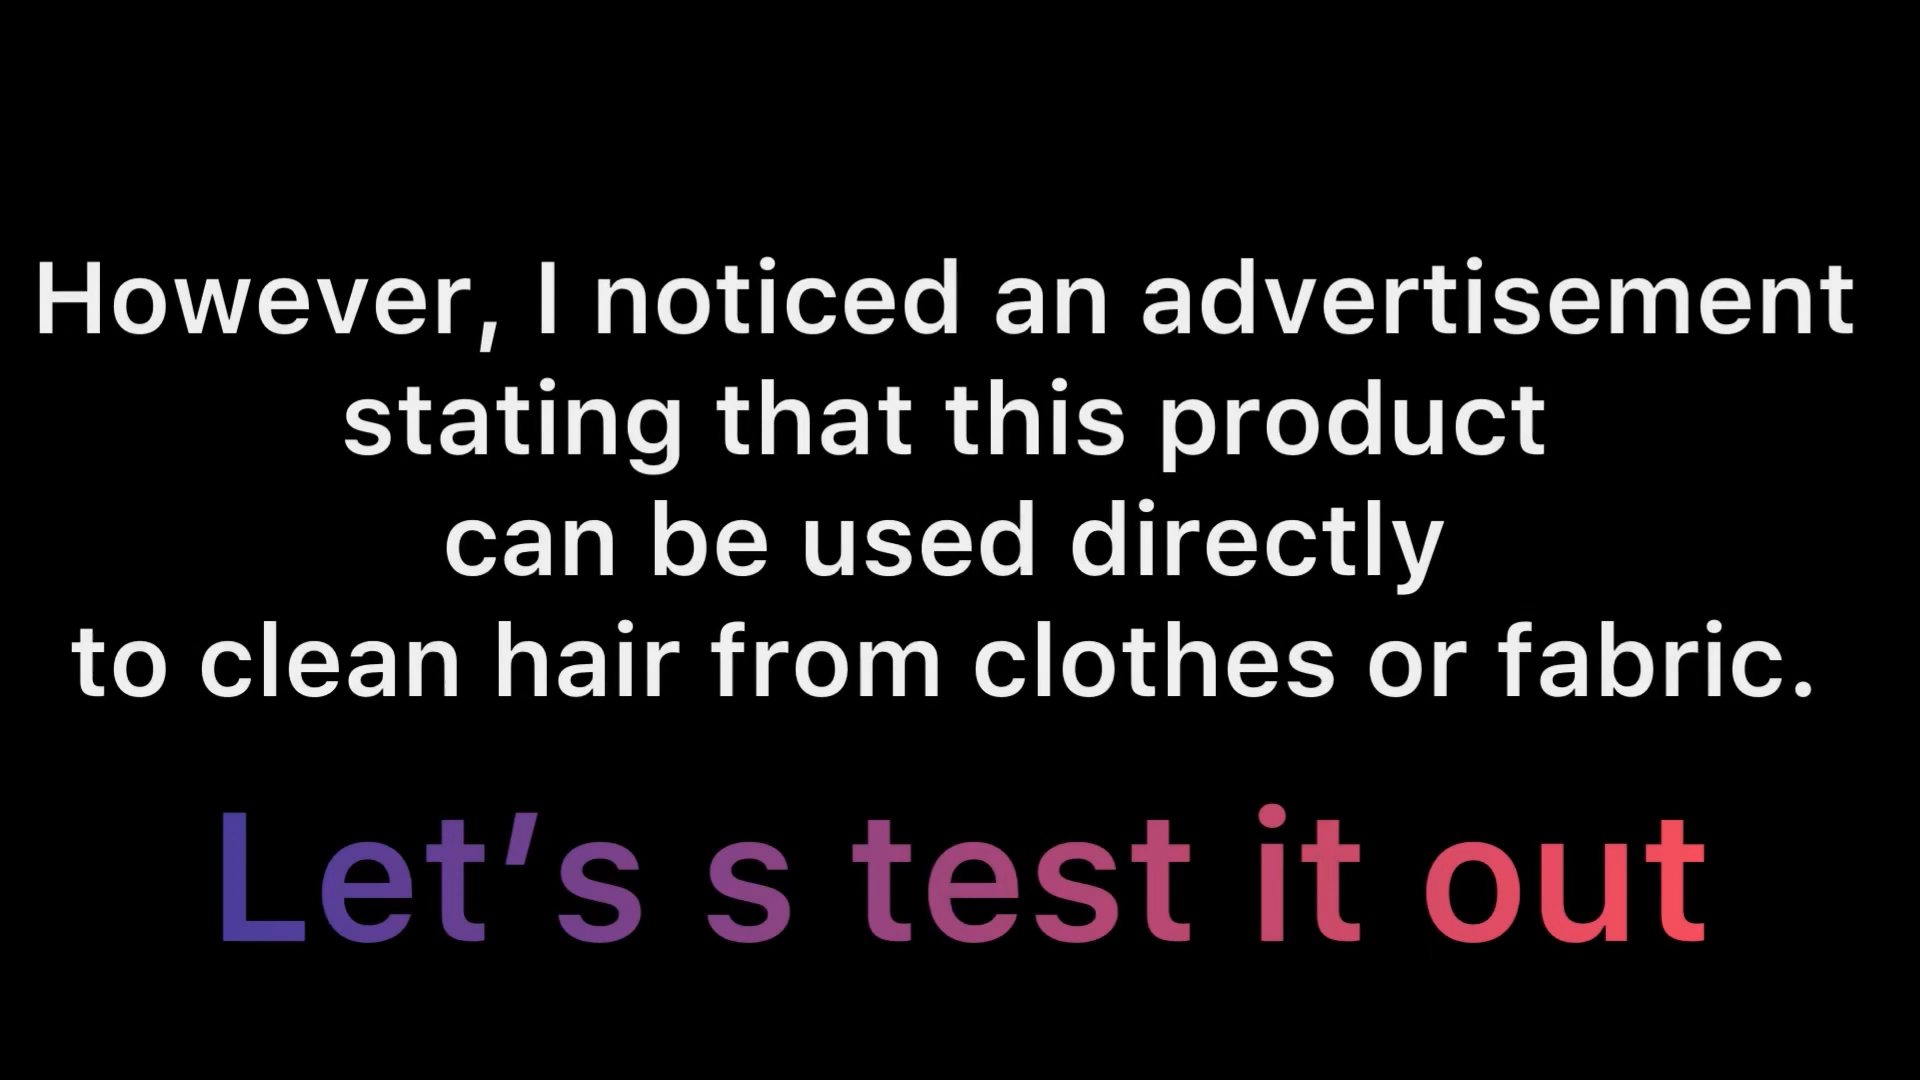 However, I noticed an advertisement
stating that this product
can be used directly
to clean hair from clothes or fabric.
Let’s s test it out